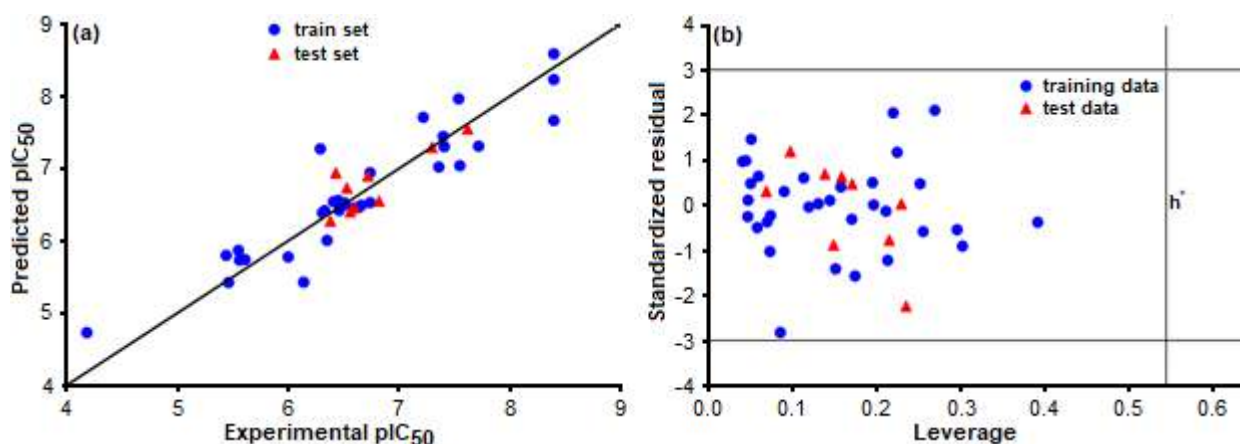 (a)
train set
test set
9
8
7
6
5
4
Predicted pIC50
4 5 6 7 8 9
Experimental pIC50
(b)
training data
test data
h*
4
3
2
1
0
-1
-2
-3
-4
Standardized residual
0.0 0.1 0.2 0.3 0.4 0.5 0.6
Leverage